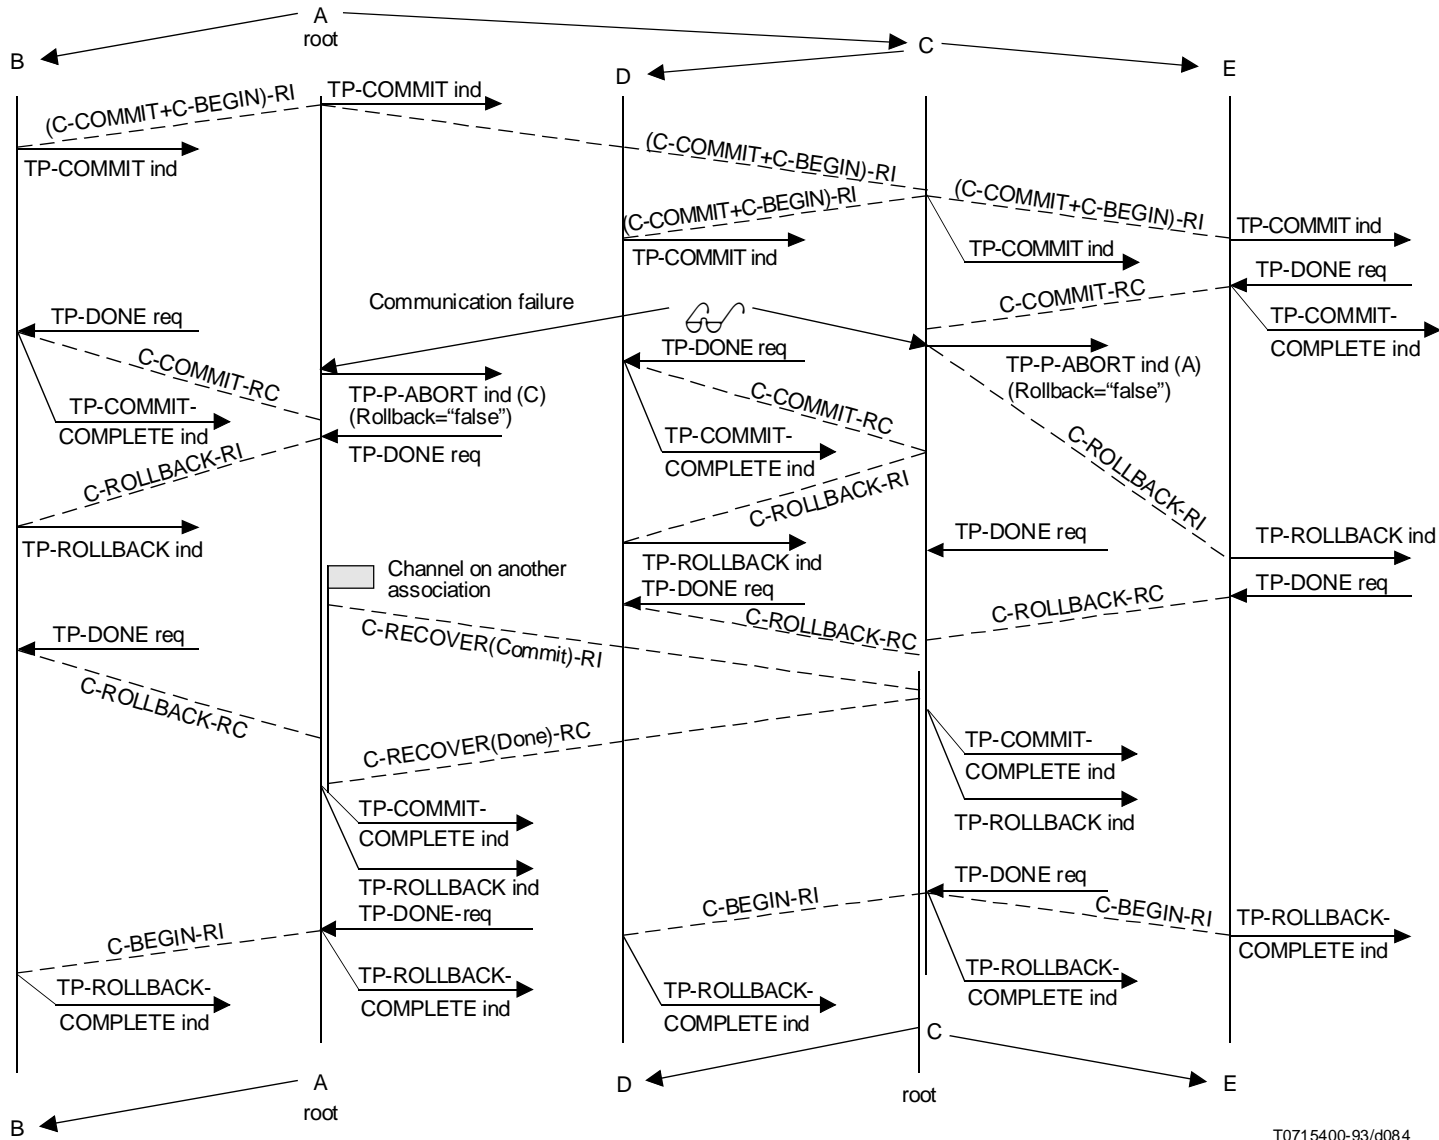 A
root
B
C
D
E
(C-COMMIT+C-BEGIN)-RI
TP-COMMIT ind
TP-COMMIT ind
(C-COMMIT+C-BEGIN)-RI
(C-COMMIT+C-BEGIN)-RI
(C-COMMIT+C-BEGIN)-RI
TP-COMMIT ind
TP-COMMIT ind
TP-COMMIT ind
TP-DONE req
C-COMMIT-RC
Communication failure
TP-DONE req
TP-COMMIT-
COMPLETE ind
TP-DONE req
C-COMMIT-RC
TP-P-ABORT ind (C)
(Rollback=“false”)
TP-P-ABORT ind (A)
(Rollback=“false”)
C-COMMIT-RC
TP-COMMIT-
COMPLETE ind
TP-COMMIT-
COMPLETE ind
TP-DONE req
C-ROLLBACK-RI
C-ROLLBACK-RI
C-ROLLBACK-RI
TP-ROLLBACK ind
TP-DONE req
TP-ROLLBACK ind
TP-ROLLBACK ind
Channel on another
association
TP-DONE req
TP-DONE req
C-ROLLBACK-RC
C-ROLLBACK-RC
TP-DONE req
C-RECOVER(Commit)-RI
C-ROLLBACK-RC
C-RECOVER(Done)-RC
TP-COMMIT-
COMPLETE ind
TP-ROLLBACK ind
TP-COMMIT-
COMPLETE ind
TP-ROLLBACK ind
TP-DONE req
TP-DONE-req
C-BEGIN-RI
C-BEGIN-RI
C-BEGIN-RI
TP-ROLLBACK-
COMPLETE ind
TP-ROLLBACK-
COMPLETE ind
TP-ROLLBACK-
COMPLETE ind
TP-ROLLBACK-
COMPLETE ind
TP-ROLLBACK-
COMPLETE ind
C
A
root
D
root
E
B
T0715400-93/d084